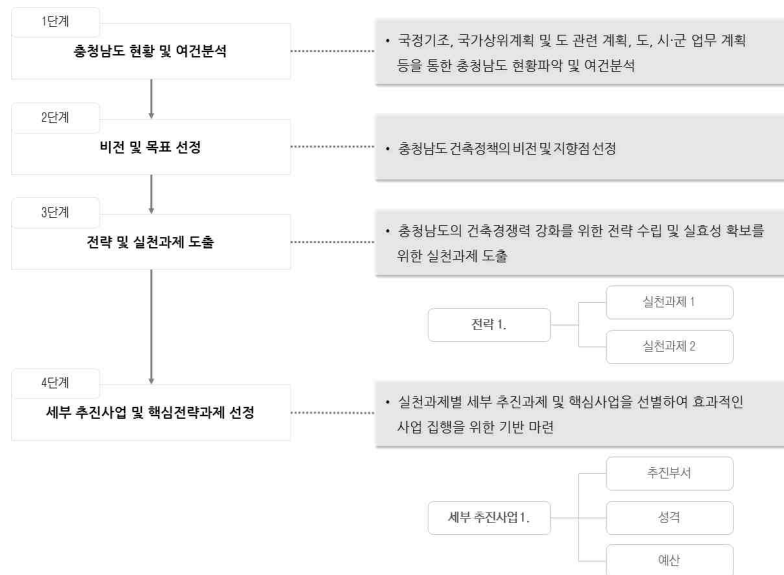 1단계
충청남도 현황 및 여건분석
• 국정기조, 국가상위계획 및 도 관련 계획, 도, 시·군 업무 계획
등을 통한 충청남도 현황파악 및 여건분석
2단계
비전 및 목표 선정
• 충청남도 건축정책의 비전 및 지향점 선정
3단계
전략 및 실천과제 도출
• 충청남도의 건축경쟁력 강화를 위한 전략 수립 및 실효성 확보를
위한 실천과제 도출
전략 1.
실천과제 1
실천과제 2
4단계
세부 추진사업 및 핵심전략과제 선정
• 실천과제별 세부 추진과제 및 핵심사업을 선별하여 효과적인
사업 집행을 위한 기반 마련
세부 추진사업 1.
추진부서
성격
예산